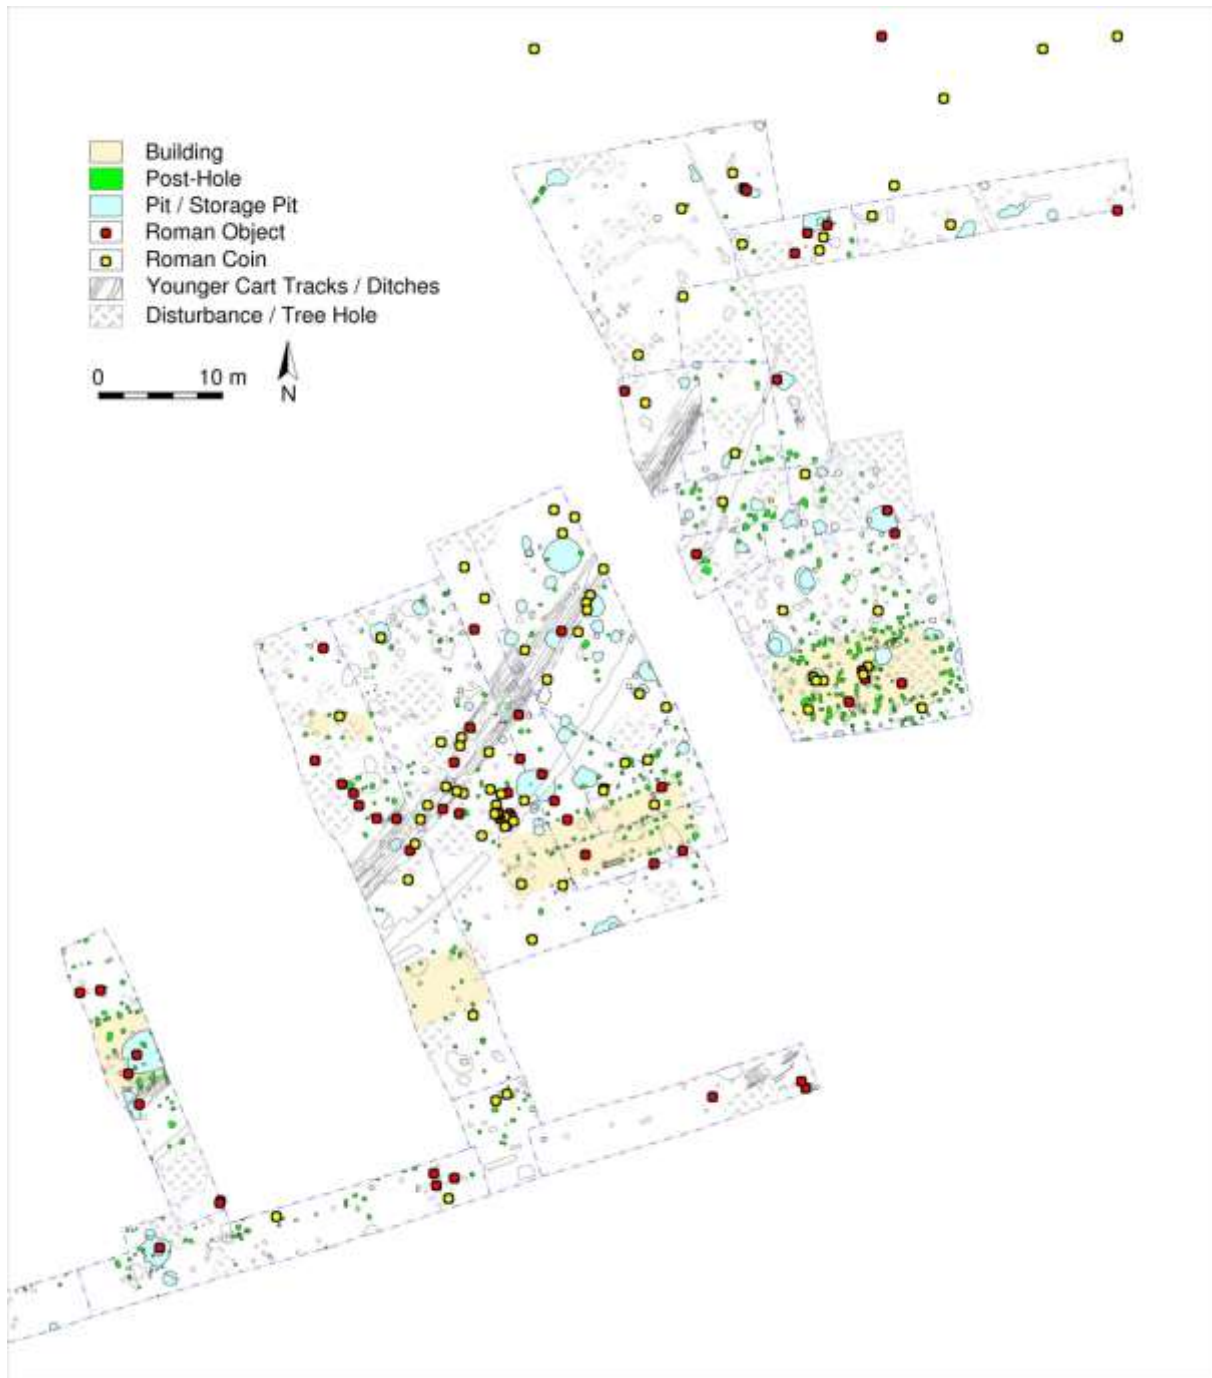 Building
Post-Hole
Pit / Storage Pit
Roman Object
Roman Coin
Younger Cart Tracks / Ditches
Disturbance / Tree Hole
0 10 m
N